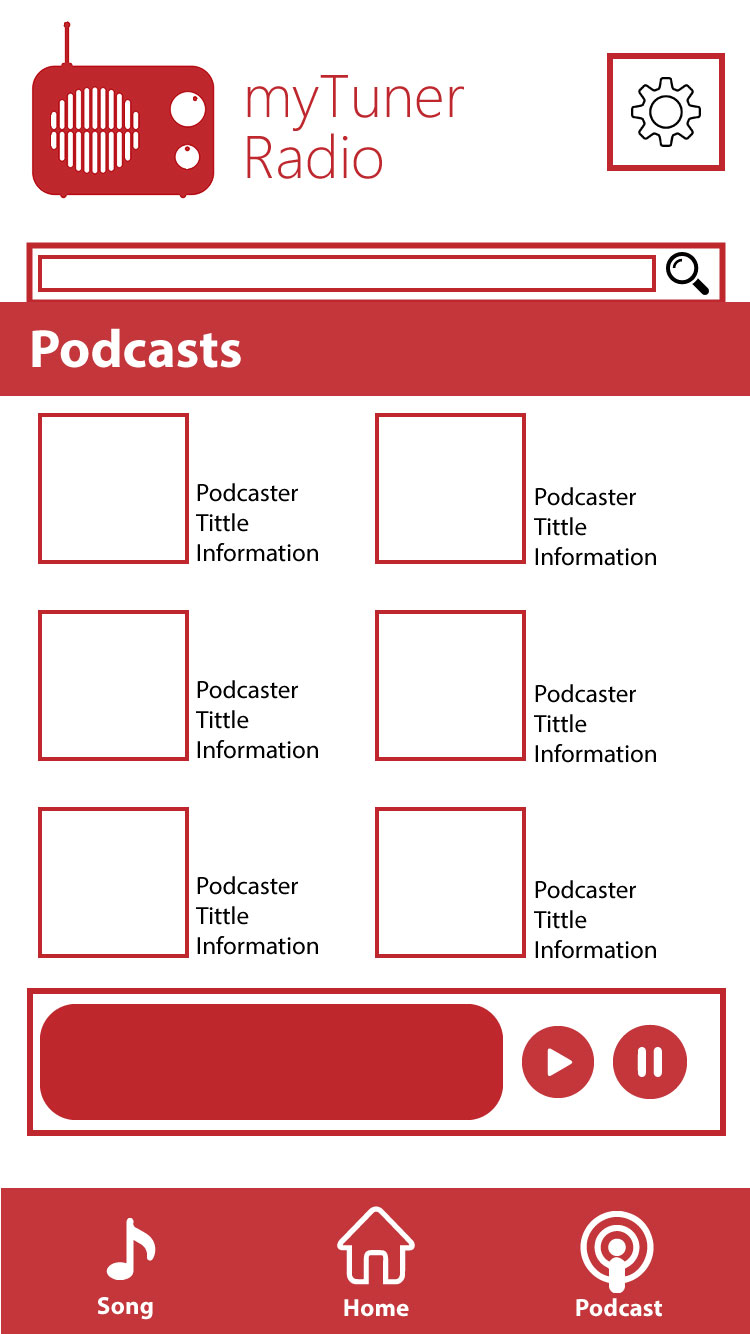 myTuner
Radio
Podcasts
Podcaster
Tittle
Information
Podcaster
Tittle
Information
Podcaster
Tittle
Information
Podcaster
Tittle
Information
Podcaster
Tittle
Information
Podcaster
Tittle
Information
Song
Home
Podcast